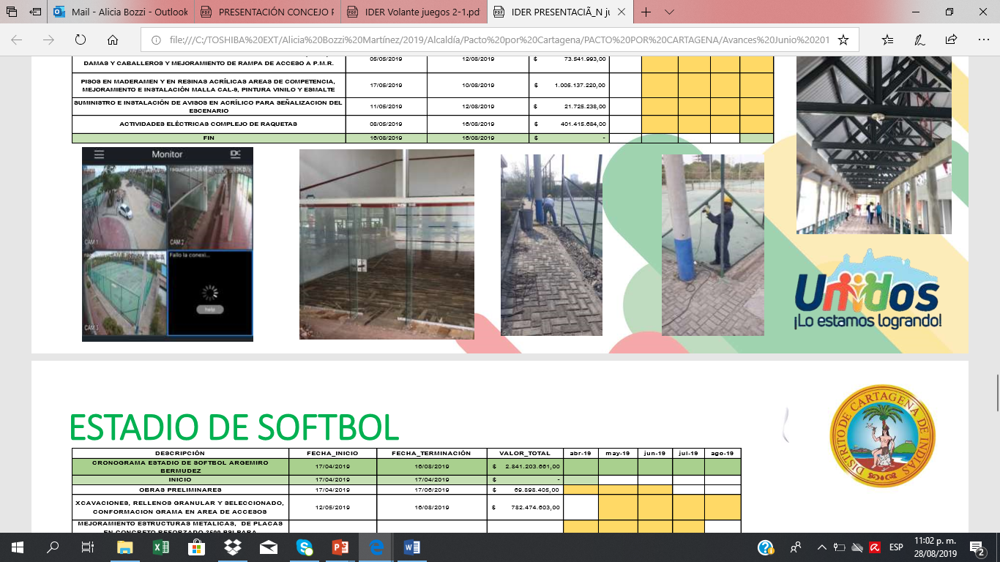 Mail - Alicia Bozzi - Outlook
PRESENTACIÓN CONCEJO F
IDER Volante juegos 2-1.pd
IDER PRESENTACIÃ_N ju
file:///C:/TOSHIBA%20EXT/Alicia%20Bozzi%20Martínez/2019/Alcaldía/Pacto%20por%20Cartagena/PACTO%20POR%20CARTAGENA/Avances%20Junio%20201
DAMAS Y CABALLEROS Y MEJORAMIENTO DE RAMPA DE ACCESO A P.M.R. 05/05/2019 12/08/2019 $ 73.541.993,00
PISOS EN MADERAMEN Y EN RESINAS ACRÍLICAS AREAS DE COMPETENCIA,
MEJORAMIENTO E INSTALACIÓN MALLA CAL-8, PINTURA VINILO Y ESMALTE 17/05/2019 10/08/2019 $ 1.005.137.220,00
SUMINISTRO E INSTALACIÓN DE AVISOS EN ACRÍLICO PARA SEÑALIZACION DEL
ESCENARIO 11/05/2019 12/08/2019 $ 21.725.238,00
ACTIVIDADES ELÉCTRICAS COMPLEJO DE RAQUETAS 08/05/2019 16/08/2019 $ 401.415.684,00
FIN 16/08/2019 16/08/2019 $ -
Monitor
raquetas-CAM 2
CAM 1
CAM 2
Fallo la conexi...
help
CAM 3
Unidos
¡Lo estamos logrando!
DISTRITO DE CARTAGENA DE INDIAS
ESTADIO DE SOFTBOL
DESCRIPCIÓN FECHA_INICIO FECHA_TERMINACIÓN VALOR_TOTAL abr-19 may-19 jun-19 jul-19 ago-19
CRONOGRAMA ESTADIO DE SOFTBOL ARGEMIRO
BERMUDEZ 17/04/2019 16/08/2019 $ 2.841.203.661,00
INICIO 17/04/2019 17/04/2019 $ -
OBRAS PRELIMINARES 17/04/2019 17/06/2019 $ 69.898.405,00
XCAVACIONES, RELLENOS GRANULAR Y SELECCIONADO,
CONFORMACION GRAMA EN AREA DE ACCESOS 12/05/2019 16/08/2019 $ 782.474.603,00
MEJORAMIENTO ESTRUCTURAS METALICAS, DE PLACAS
EN CONCRETO REFORZADO 3500 PSI PARA
ESP
11:02 p. m.
28/08/2019
2